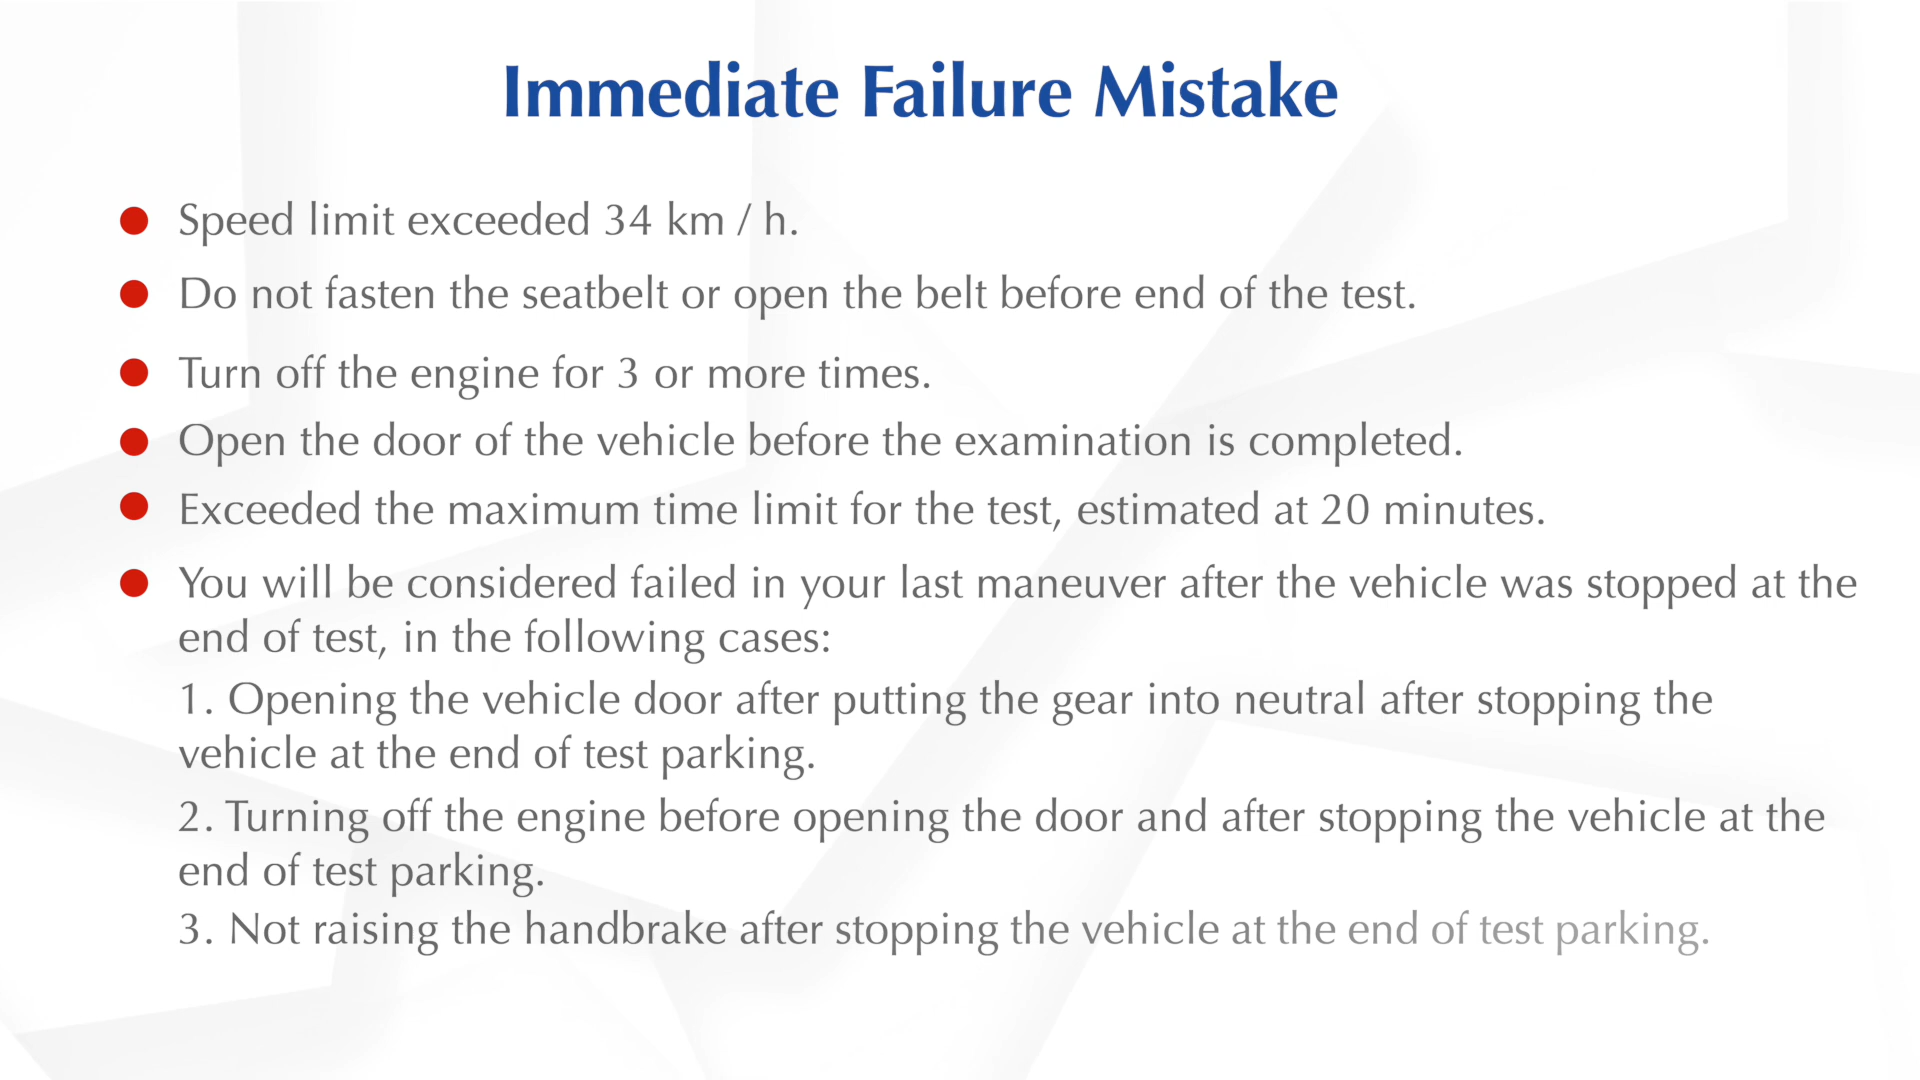 Immediate Failure Mistake
● Speed limit exceeded 34 km / h.
● Do not fasten the seatbelt or open the belt before end of the test.
● Turn off the engine for 3 or more times.
● Open the door of the vehicle before the examination is completed.
● Exceeded the maximum time limit for the test, estimated at 20 minutes.
● You will be considered failed in your last maneuver after the vehicle was stopped at the
end of test, in the following cases:
1. Opening the vehicle door after putting the gear into neutral after stopping the
vehicle at the end of test parking.
2. Turning off the engine before opening the door and after stopping the vehicle at the
end of test parking.
3. Not raising the handbrake after stopping the vehicle at the end of test parking.